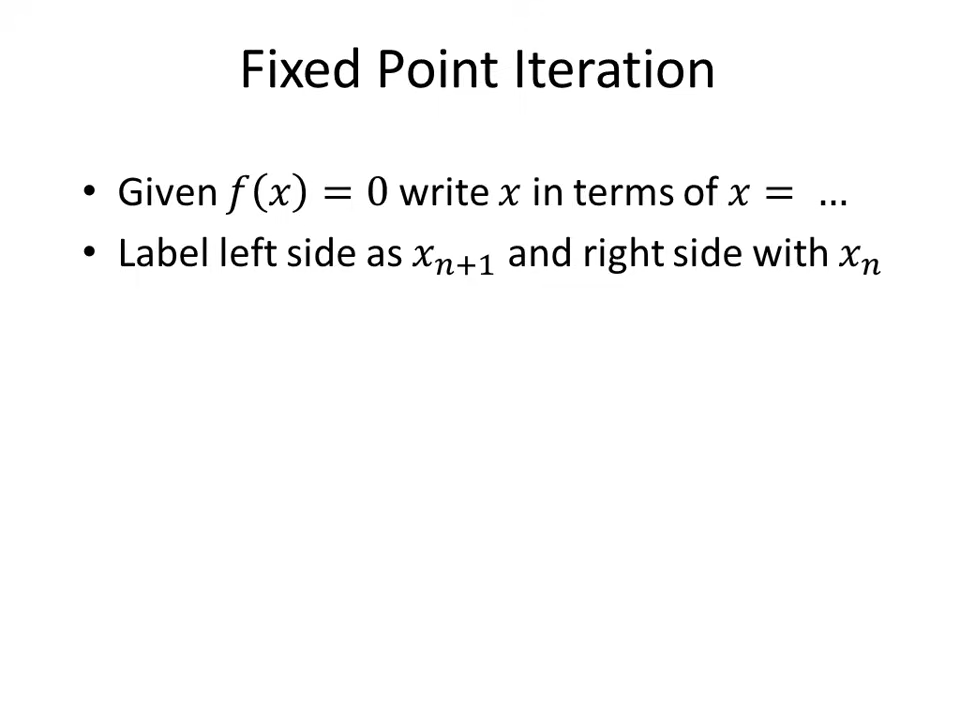 Fixed Point Iteration
• Given 𝑓(𝑥) = 0 write 𝑥 in terms of 𝑥 = …
• Label left side as 𝑥ₙ₊₁ and right side with 𝑥ₙ